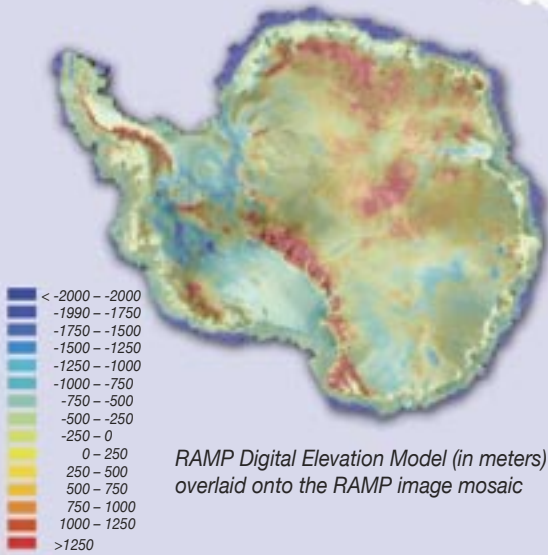 < -2000 – -2000
-1990 – -1750
-1750 – -1500
-1500 – -1250
-1250 – -1000
-1000 – -750
-750 – -500
-500 – -250
-250 – 0
0 – 250
250 – 500
500 – 750
750 – 1000
1000 – 1250
>1250
RAMP Digital Elevation Model (in meters)
overlaid onto the RAMP image mosaic